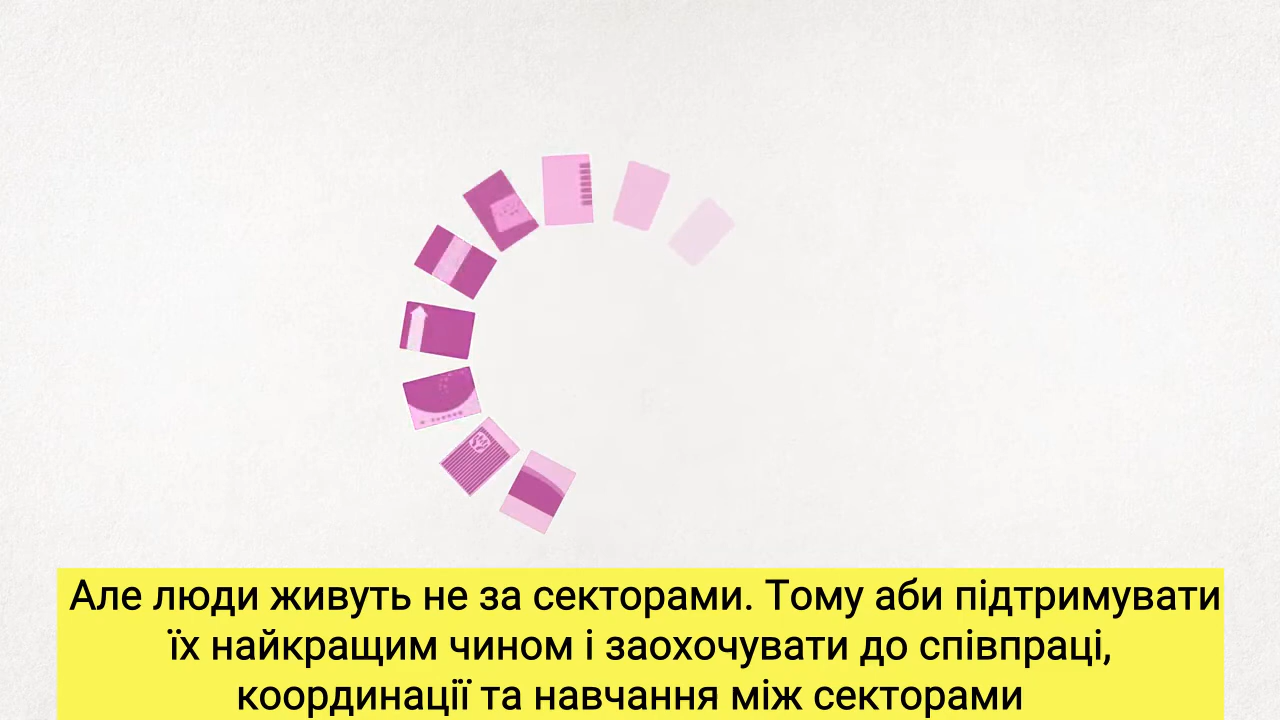 Але люди живуть не за секторами. Тому аби підтримувати
їх найкращим чином і заохочувати до співпраці,
координації та навчання між секторами